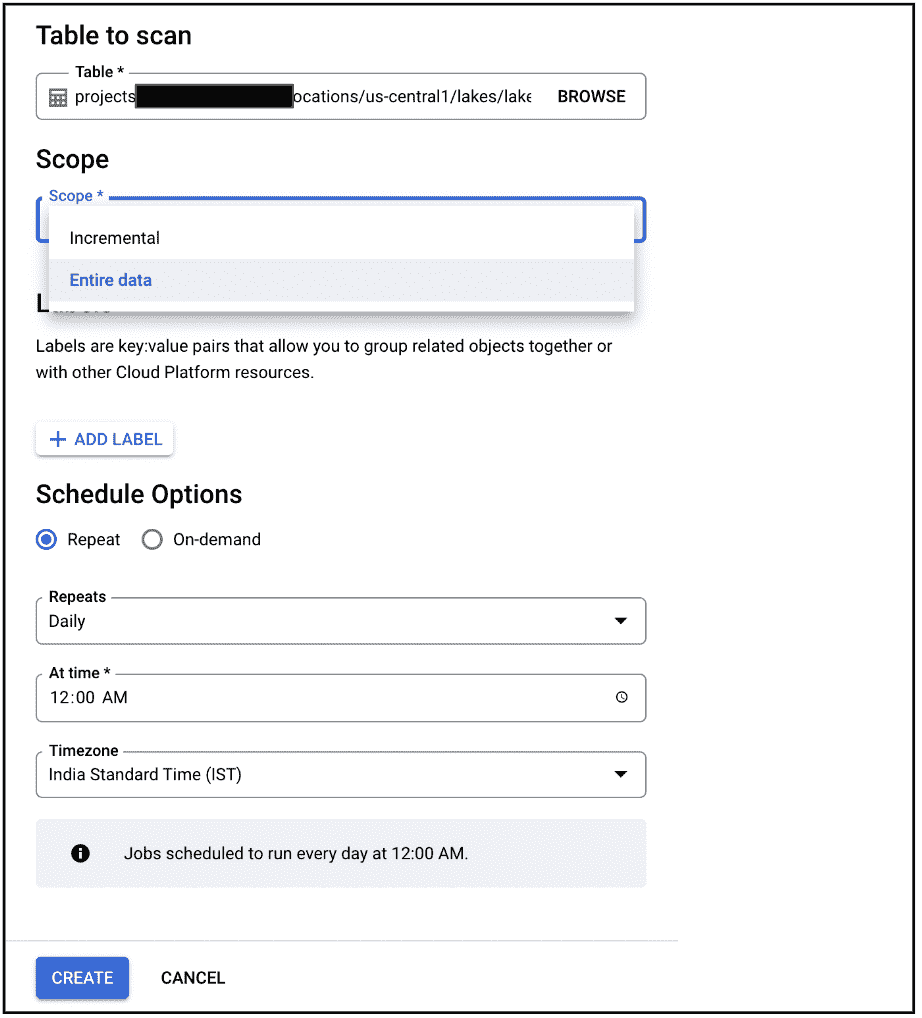 Table to scan
Table *
projects ocations/us-central1/lakes/lake BROWSE
Scope
Scope *
Incremental
Entire data
Labels are key:value pairs that allow you to group related objects together or
with other Cloud Platform resources.
ADD LABEL
Schedule Options
Repeat On-demand
Repeats
Daily
At time *
12:00 AM
Timezone
India Standard Time (IST)
Jobs scheduled to run every day at 12:00 AM.
CREATE CANCEL